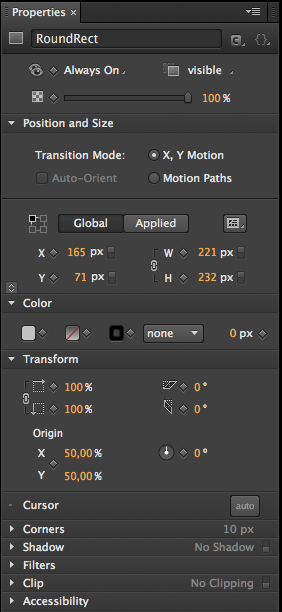 Properties ×
RoundRect C {}
Always On visible
100 %
Position and Size
Transition Mode: X, Y Motion
Auto-Orient Motion Paths
Global Applied
X 165 px W 221 px
Y 71 px H 232 px
Color
none 0 px
Transform
100 % 0 °
100 % 0 °
Origin
X 50,00 % 0 °
Y 50,00 %
Cursor auto
Corners 10 px
Shadow No Shadow
Filters
Clip No Clipping
Accessibility